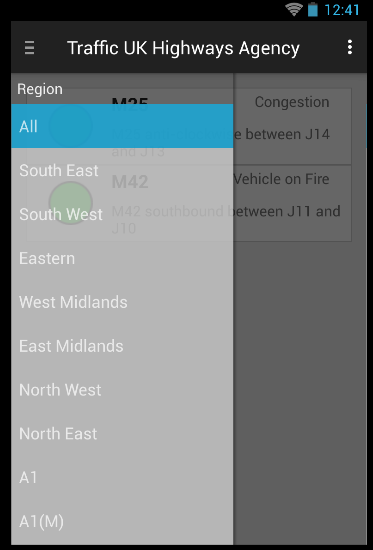 12:41
Traffic UK Highways Agency
Region
M25
Congestion
All
e between J14
and J13
South East
M42
Vehicle on Fire
South West
M42 southbound between J11 and
J10
Eastern
West Midlands
East Midlands
North West
North East
A1
A1(M)